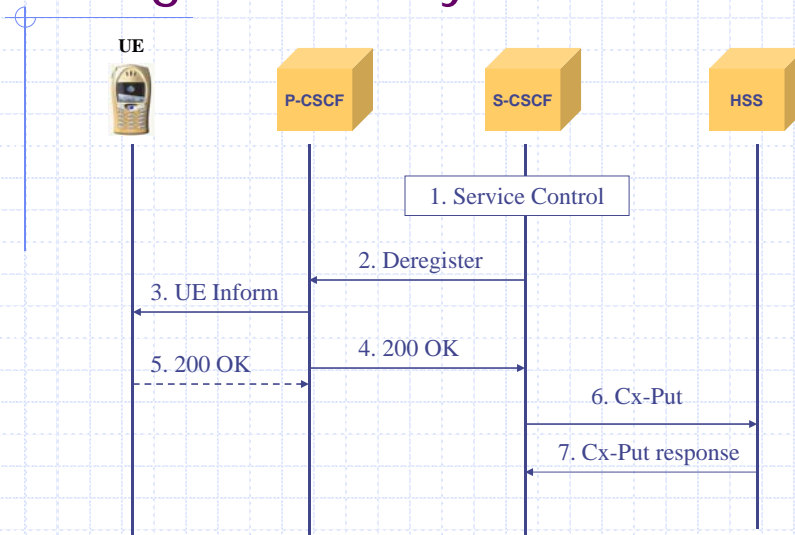 UE
P-CSCF
S-CSCF
HSS
1. Service Control
2. Deregister
3. UE Inform
4. 200 OK
5. 200 OK
6. Cx-Put
7. Cx-Put response